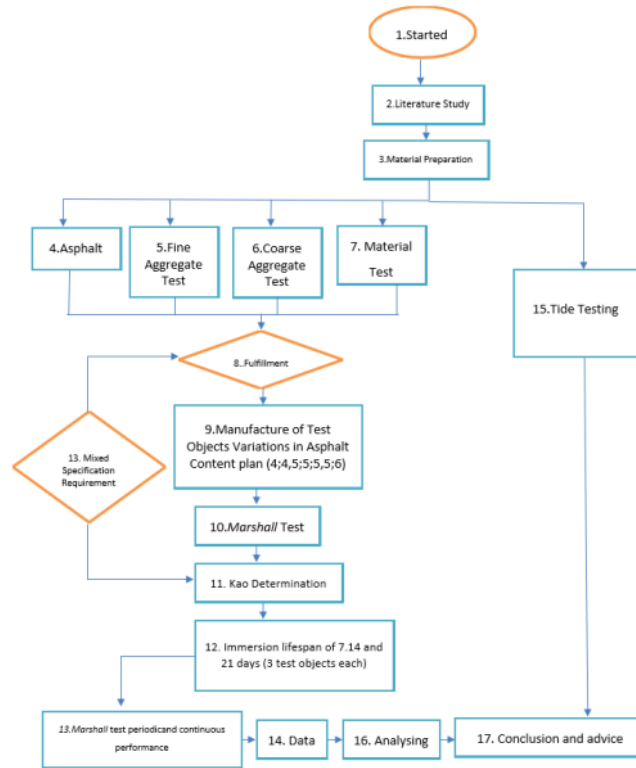 1.Started
2.Literature Study
3.Material Preparation
4.Asphalt
5.Fine
Aggregate
Test
6.Coarse
Aggregate
Test
7. Material
Test
15.Tide Testing
8..Fulfillment
9.Manufacture of Test
Objects Variations in Asphalt
Content plan (4;4,5;5;5,5;6)
13. Mixed
Specification
Requirement
10.Marshall Test
11. Kao Determination
12. Immersion lifespan of 7.14 and
21 days (3 test objects each)
13.Marshall test periodicand continuous
performance
14. Data
16. Analysing
17. Conclusion and advice